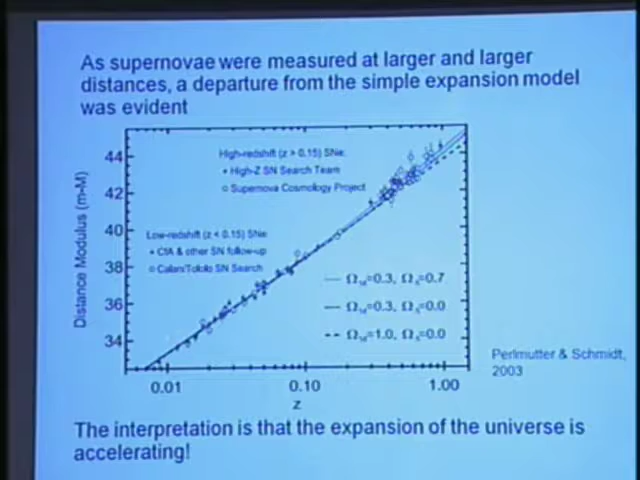 As supernovae were measured at larger and larger
distances, a departure from the simple expansion model
was evident
High-redshift (z > 0.15) SNe:
High-Z SN Search Team
Supernova Cosmology Project
Low-redshift (z < 0.15) SNe:
CfA & other SN follow-up
Calan/Tololo SN Search
Distance Modulus (m-M)
44
42
40
38
36
34
Ω_M=0.3, Ω_Λ=0.7
Ω_M=0.3, Ω_Λ=0.0
Ω_M=1.0, Ω_Λ=0.0
0.01 0.10 1.00
z
Perlmutter & Schmidt,
2003
The interpretation is that the expansion of the universe is
accelerating!